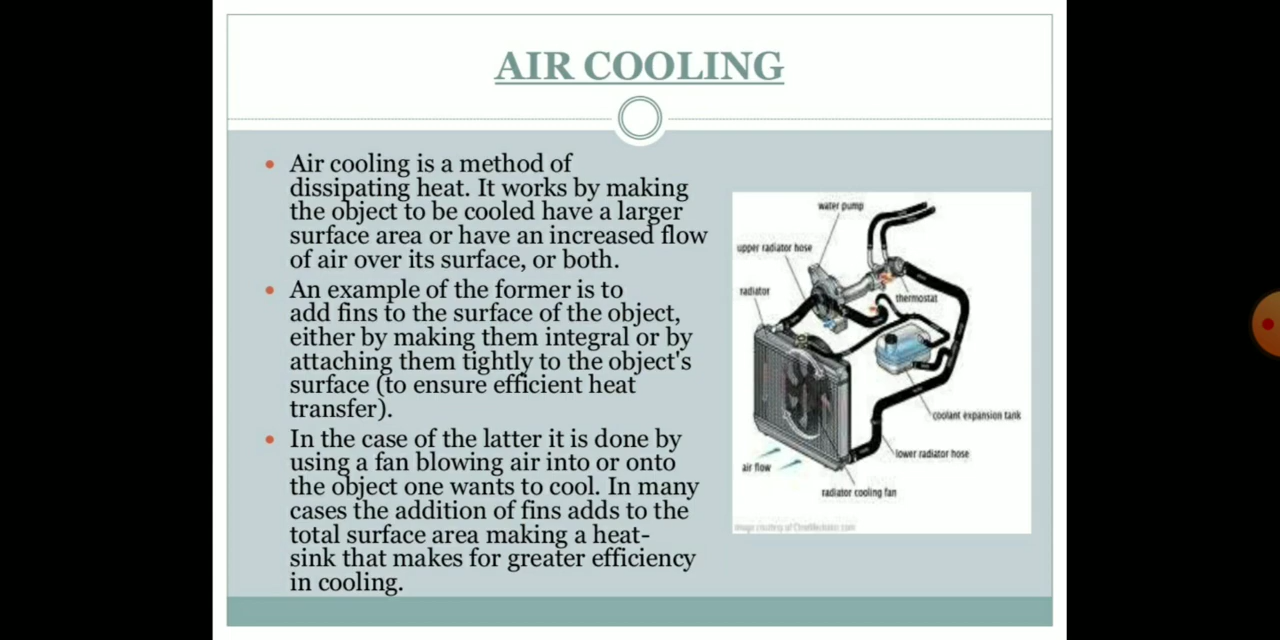 AIR COOLING
Air cooling is a method of
dissipating heat. It works by making
the object to be cooled have a larger
surface area or have an increased flow
of air over its surface, or both.
An example of the former is to
add fins to the surface of the object,
either by making them integral or by
attaching them tightly to the object's
surface (to ensure efficient heat
transfer).
In the case of the latter it is done by
using a fan blowing air into or onto
the object one wants to cool. In many
cases the addition of fins adds to the
total surface area making a heat-
sink that makes for greater efficiency
in cooling.
water pump
upper radiator hose
radiator
thermostat
coolant expansion tank
lower radiator hose
air flow
radiator cooling fan
image courtesy of